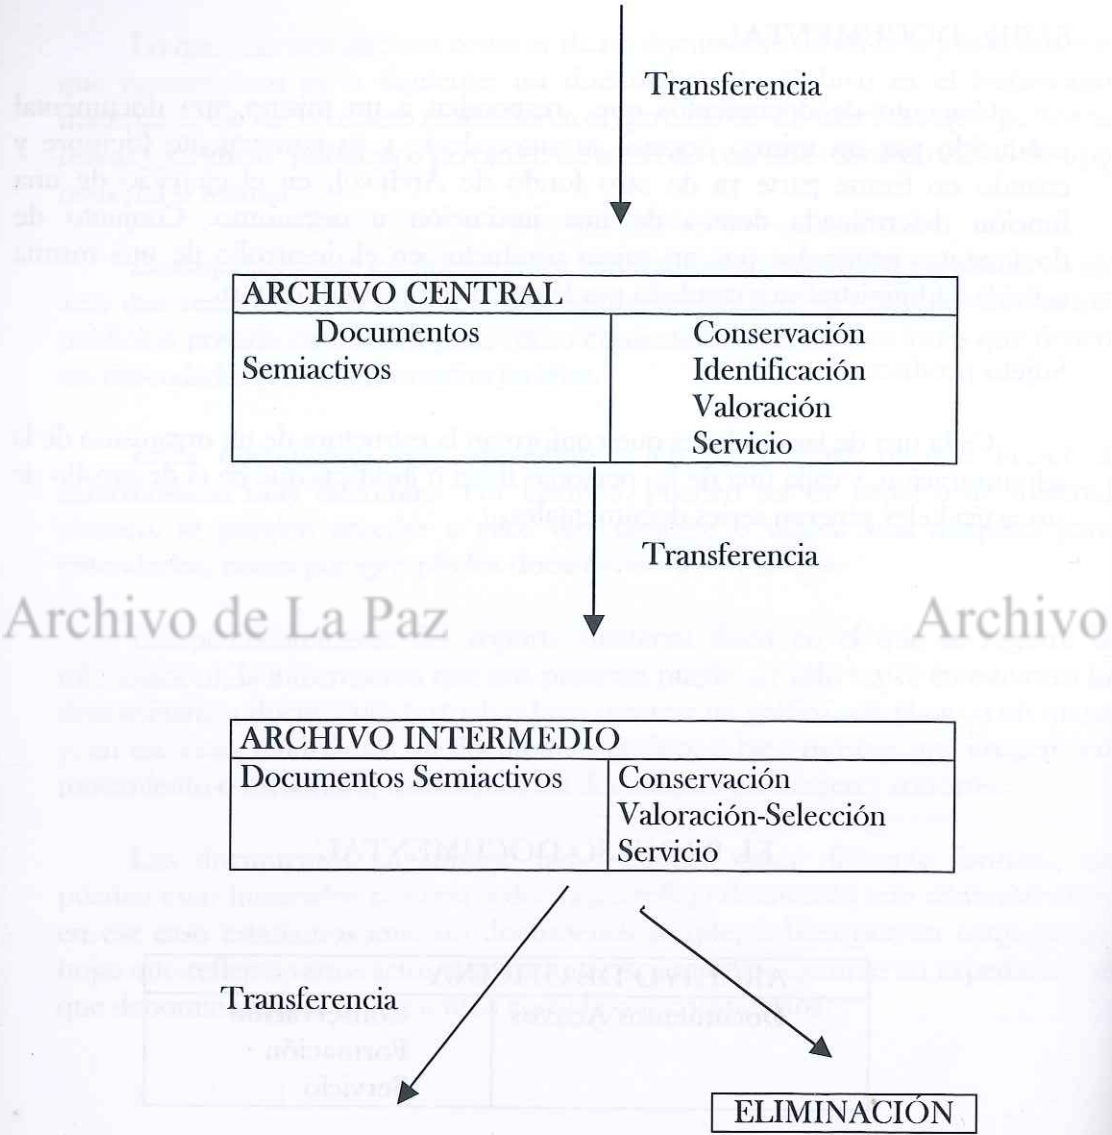 Transferencia
ARCHIVO CENTRAL
Documentos Semiactivos
Conservación
Identificación
Valoración
Servicio
Transferencia
Archivo de La Paz
Archivo
ARCHIVO INTERMEDIO
Documentos Semiactivos
Conservación
Valoración-Selección
Servicio
Transferencia
ELIMINACIÓN